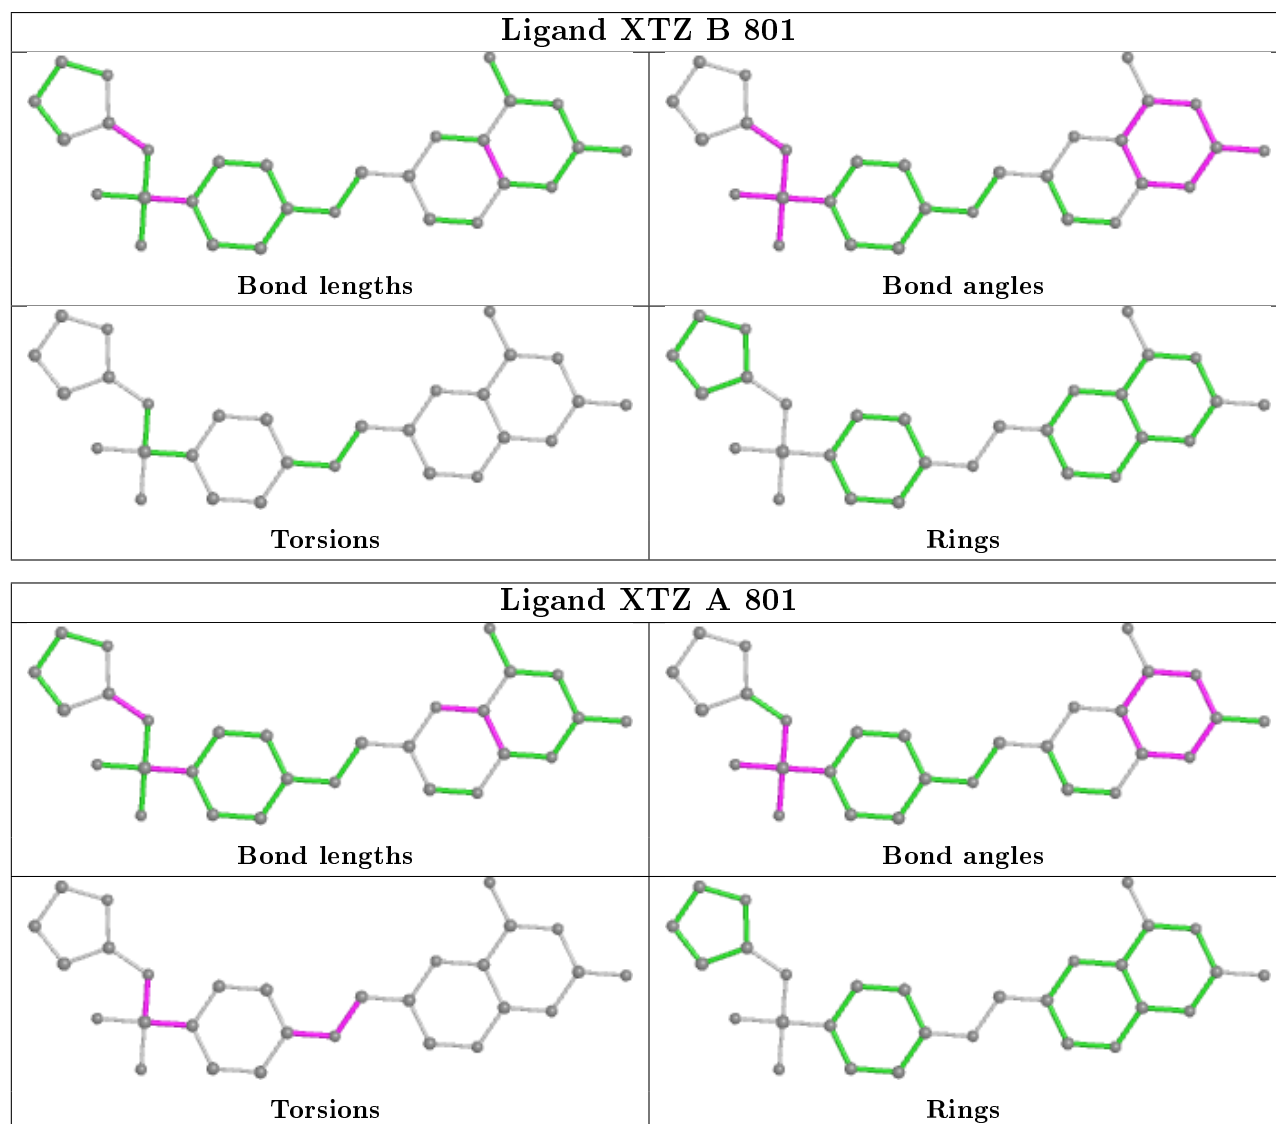 Ligand XTZ B 801
Bond lengths
Bond angles
Torsions
Rings
Ligand XTZ A 801
Bond lengths
Bond angles
Torsions
Rings